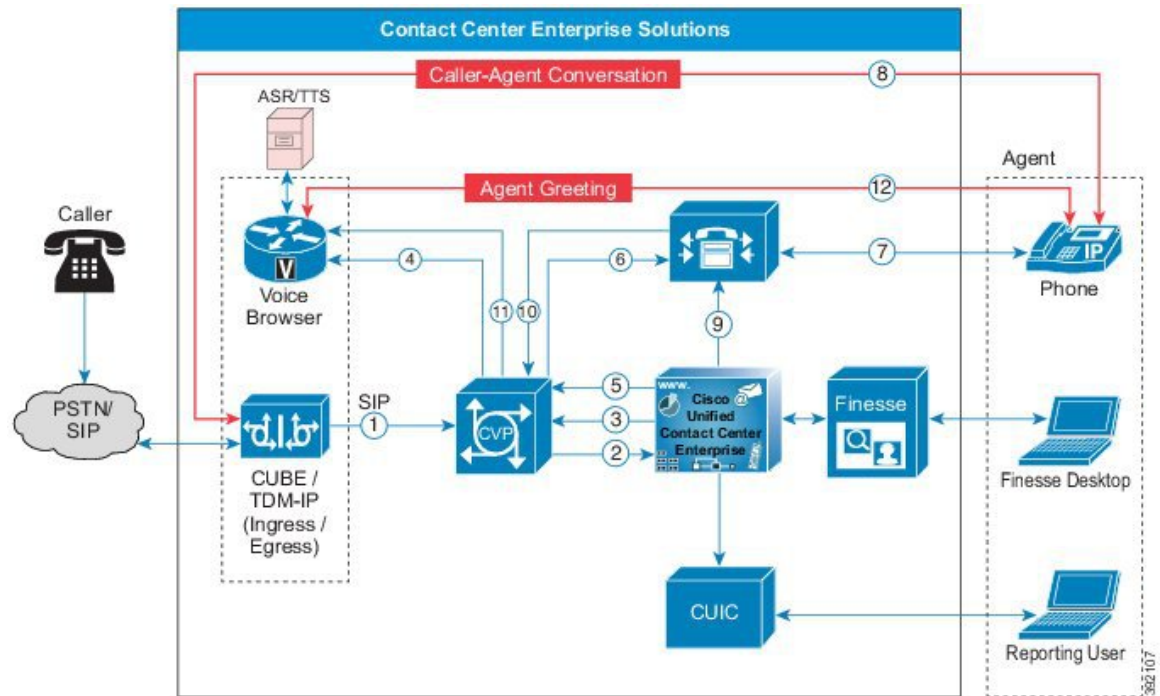 Contact Center Enterprise Solutions
Caller-Agent Conversation
8
ASR/TTS
Agent
Agent Greeting
12
Caller
4
6
7
IP
V
Voice
Browser
11
10
Phone
9
PSTN/
SIP
SIP
1
CVP
5
3
2
www.
@
Cisco
Unified
Contact Center
Enterprise
Finesse
CUBE /
TDM-IP
(Ingress /
Egress)
Finesse Desktop
CUIC
Reporting User
392107